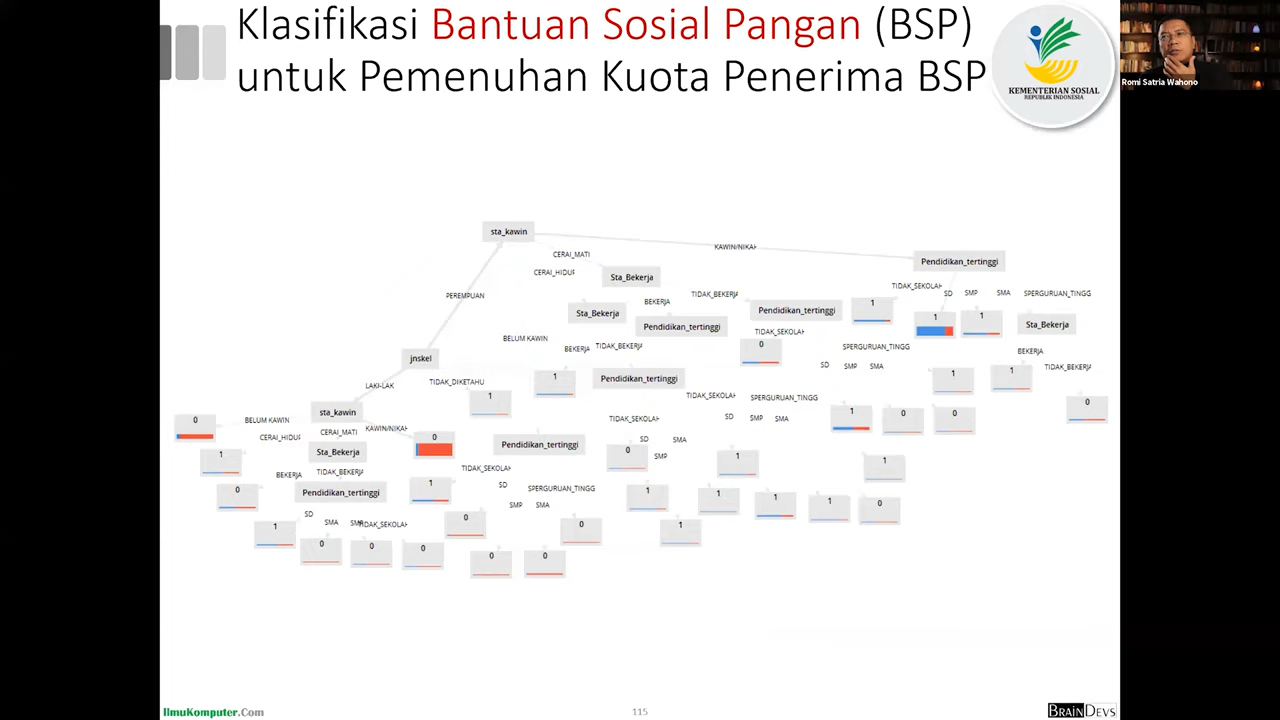 Klasifikasi Bantuan Sosial Pangan (BSP)
untuk Pemenuhan Kuota Penerima BSP
KEMENTERIAN SOSIAL
REPUBLIK INDONESIA
Romi Satria Wahono
sta_kawin
KAWIN/NIKAH
CERAI_MATI
Pendidikan_tertinggi
CERAI_HIDUP
Sta_Bekerja
TIDAK_SEKOLAH
SD
SMP
SMA
SPERGURUAN_TINGG
PEREMPUAN
BEKERJA
TIDAK_BEKERJA
Sta_Bekerja
Pendidikan_tertinggi
Pendidikan_tertinggi
1
1
1
Sta_Bekerja
BELUM KAWIN
BEKERJA
TIDAK_BEKERJA
TIDAK_SEKOLAH
0
SPERGURUAN_TINGG
BEKERJA
jnskel
SD
SMP
SMA
TIDAK_BEKERJA
LAKI-LAK
TIDAK_DIKETAHU
1
Pendidikan_tertinggi
1
1
0
1
TIDAK_SEKOLAH
SPERGURUAN_TINGG
sta_kawin
1
0
0
0
BELUM KAWIN
CERAI_MATI
KAWIN/NIKAH
TIDAK_SEKOLAH
SD
SMP
SMA
CERAI_HIDUP
0
Pendidikan_tertinggi
SD
SMA
SMP
1
Sta_Bekerja
0
1
1
BEKERJA
TIDAK_BEKERJA
TIDAK_SEKOLAH
0
Pendidikan_tertinggi
1
SD
SPERGURUAN_TINGG
1
1
1
1
0
SMP
SMA
SD
SMA
SMP
TIDAK_SEKOLAH
1
0
0
1
0
0
0
0
0
IlmuKomputer.Com
115
BRAINDEVS